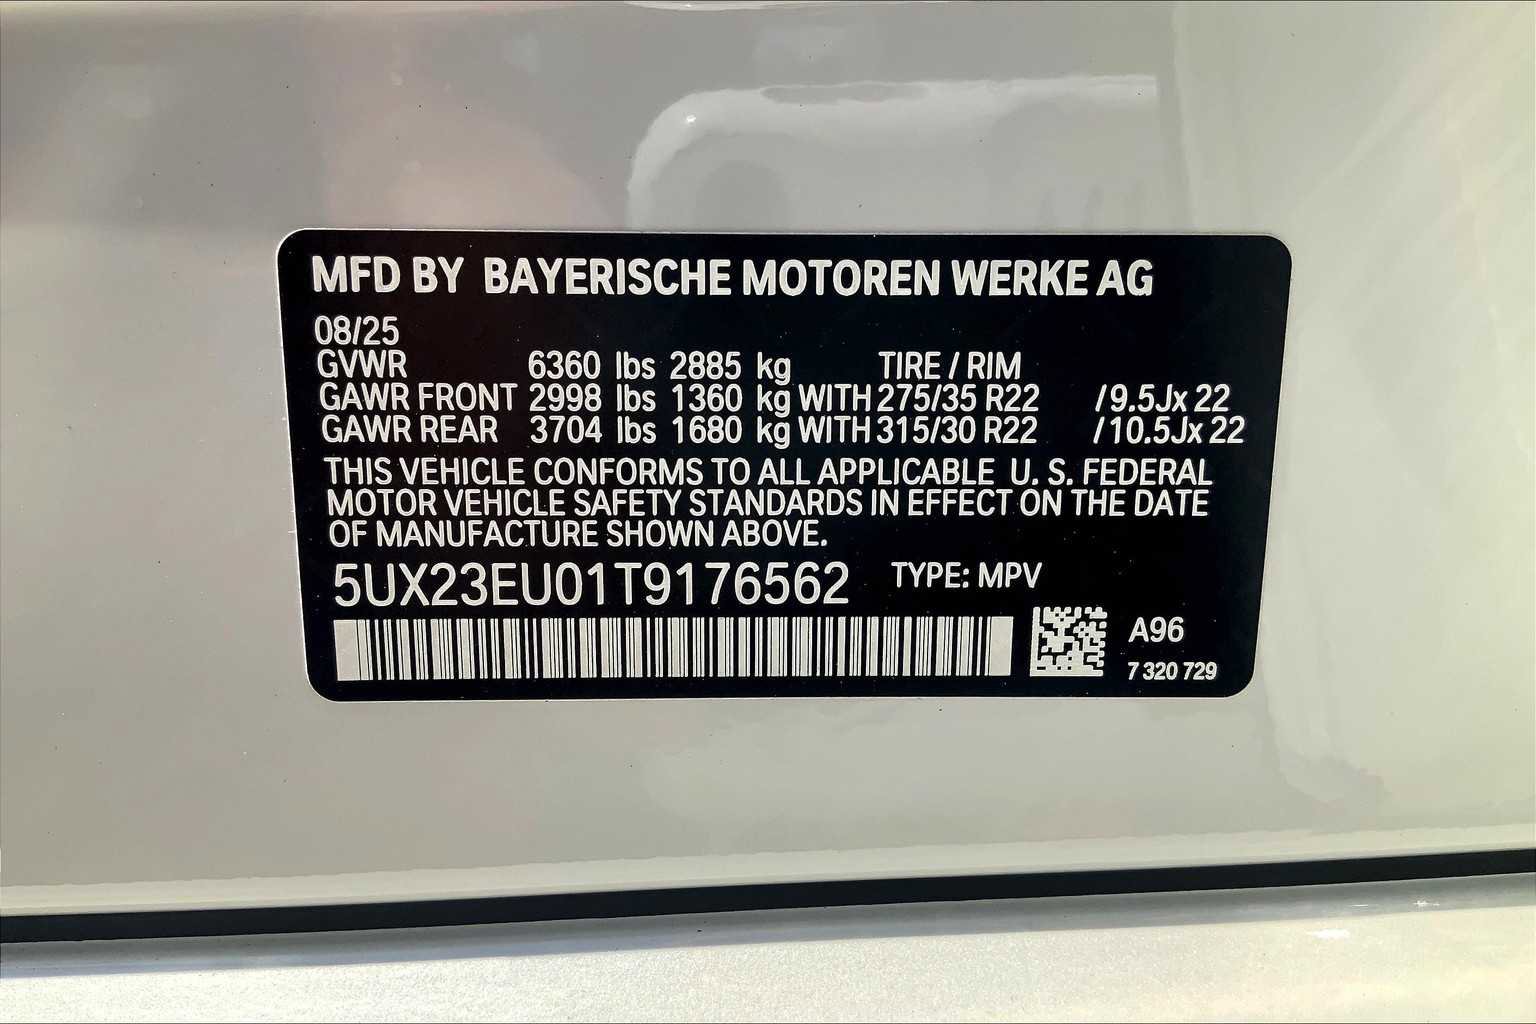 MFD BY BAYERISCHE MOTOREN WERKE AG
08/25
GVWR 6360 lbs 2885 kg TIRE / RIM
GAWR FRONT 2998 lbs 1360 kg WITH 275/35 R22 /9.5Jx 22
GAWR REAR 3704 lbs 1680 kg WITH 315/30 R22 /10.5Jx 22
THIS VEHICLE CONFORMS TO ALL APPLICABLE U. S. FEDERAL
MOTOR VEHICLE SAFETY STANDARDS IN EFFECT ON THE DATE
OF MANUFACTURE SHOWN ABOVE.
5UX23EU01T9176562 TYPE: MPV
A96
7 320 729